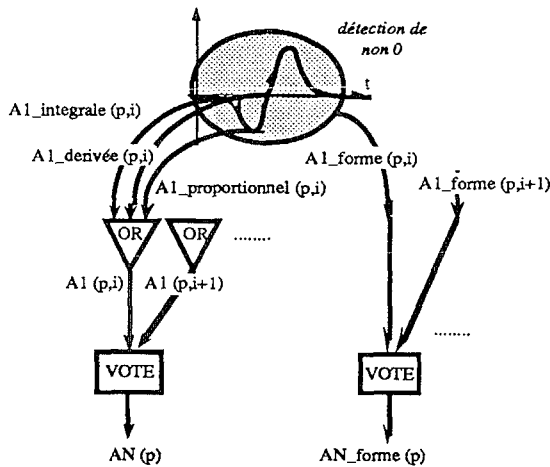 détection de
non 0
t
A1_integrale (p,i)
A1_derivée (p,i)
A1_forme (p,i)
A1_proportionnel (p,i)
A1_forme (p,i+1)
OR
OR
........
A1 (p,i)
A1 (p,i+1)
........
VOTE
VOTE
AN (p)
AN_forme (p)